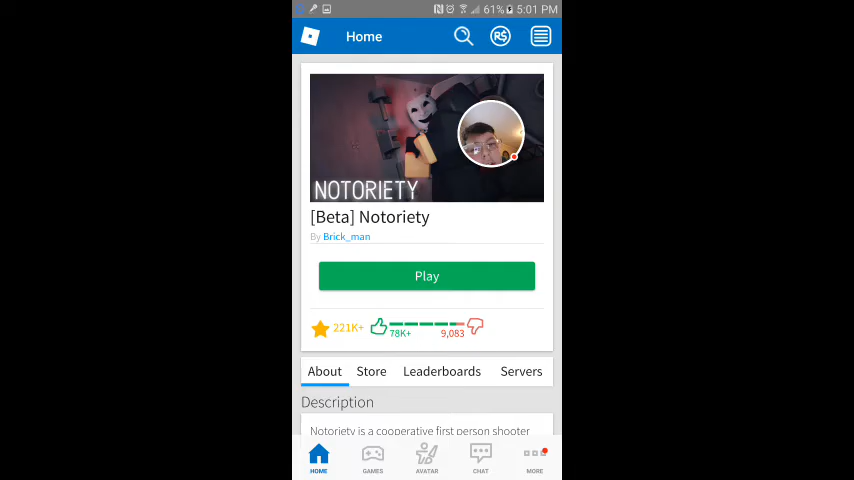 61% 5:01 PM
Home
R$
NOTORIETY
[Beta] Notoriety
By Brick_man
Play
221K+
78K+
9,083
About Store Leaderboards Servers
Description
Notoriety is a cooperative first person shooter
HOME GAMES AVATAR CHAT MORE